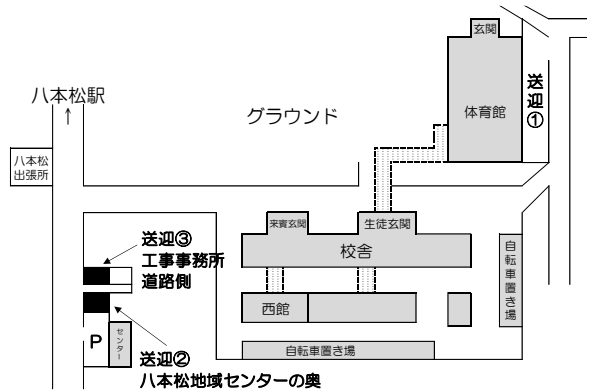 玄関
体育館
送迎①
八本松駅
↑
グラウンド
八本松
出張所
来賓玄関
生徒玄関
校舎
送迎③
工事事務所
道路側
自転車置き場
西館
P
センター
自転車置き場
送迎②
八本松地域センターの奥